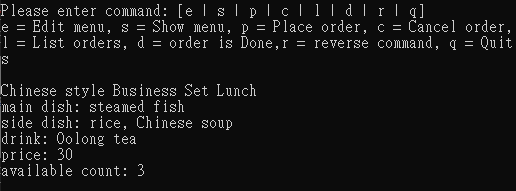 Please enter command: [e | s | p | c | l | d | r | q]
e = Edit menu, s = Show menu, p = Place order, c = Cancel order,
l = List orders, d = order is Done,r = reverse command, q = Quit
s
Chinese style Business Set Lunch
main dish: steamed fish
side dish: rice, Chinese soup
drink: Oolong tea
price: 30
available count: 3